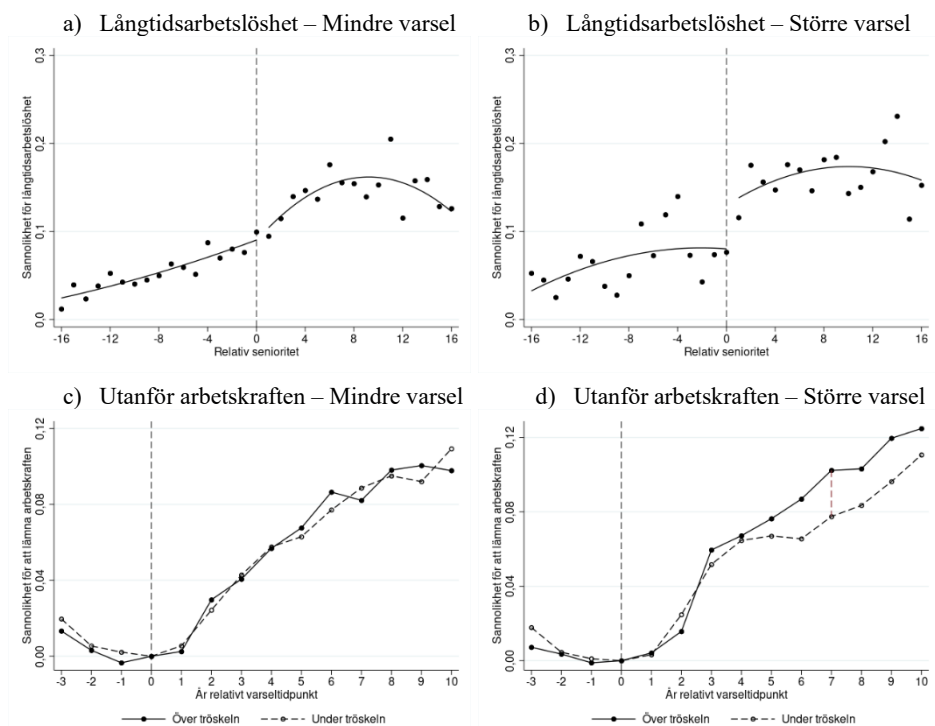 a) Långtidsarbetslöshet – Mindre varsel
b) Långtidsarbetslöshet – Större varsel
Sannolikhet för långtidsarbetslöshet
0,3
0,2
0,1
0,0
-16 -12 -8 -4 0 4 8 12 16
Relativ senioritet
Sannolikhet för långtidsarbetslöshet
0,3
0,2
0,1
0,0
-16 -12 -8 -4 0 4 8 12 16
Relativ senioritet
c) Utanför arbetskraften – Mindre varsel
d) Utanför arbetskraften – Större varsel
Sannolikhet för att lämna arbetskraften
0,12
0,08
0,04
0,00
-3 -2 -1 0 1 2 3 4 5 6 7 8 9 10
År relativt varseltidpunkt
Över tröskeln Under tröskeln
Sannolikhet för att lämna arbetskraften
0,12
0,08
0,04
0,00
-3 -2 -1 0 1 2 3 4 5 6 7 8 9 10
År relativt varseltidpunkt
Över tröskeln Under tröskeln